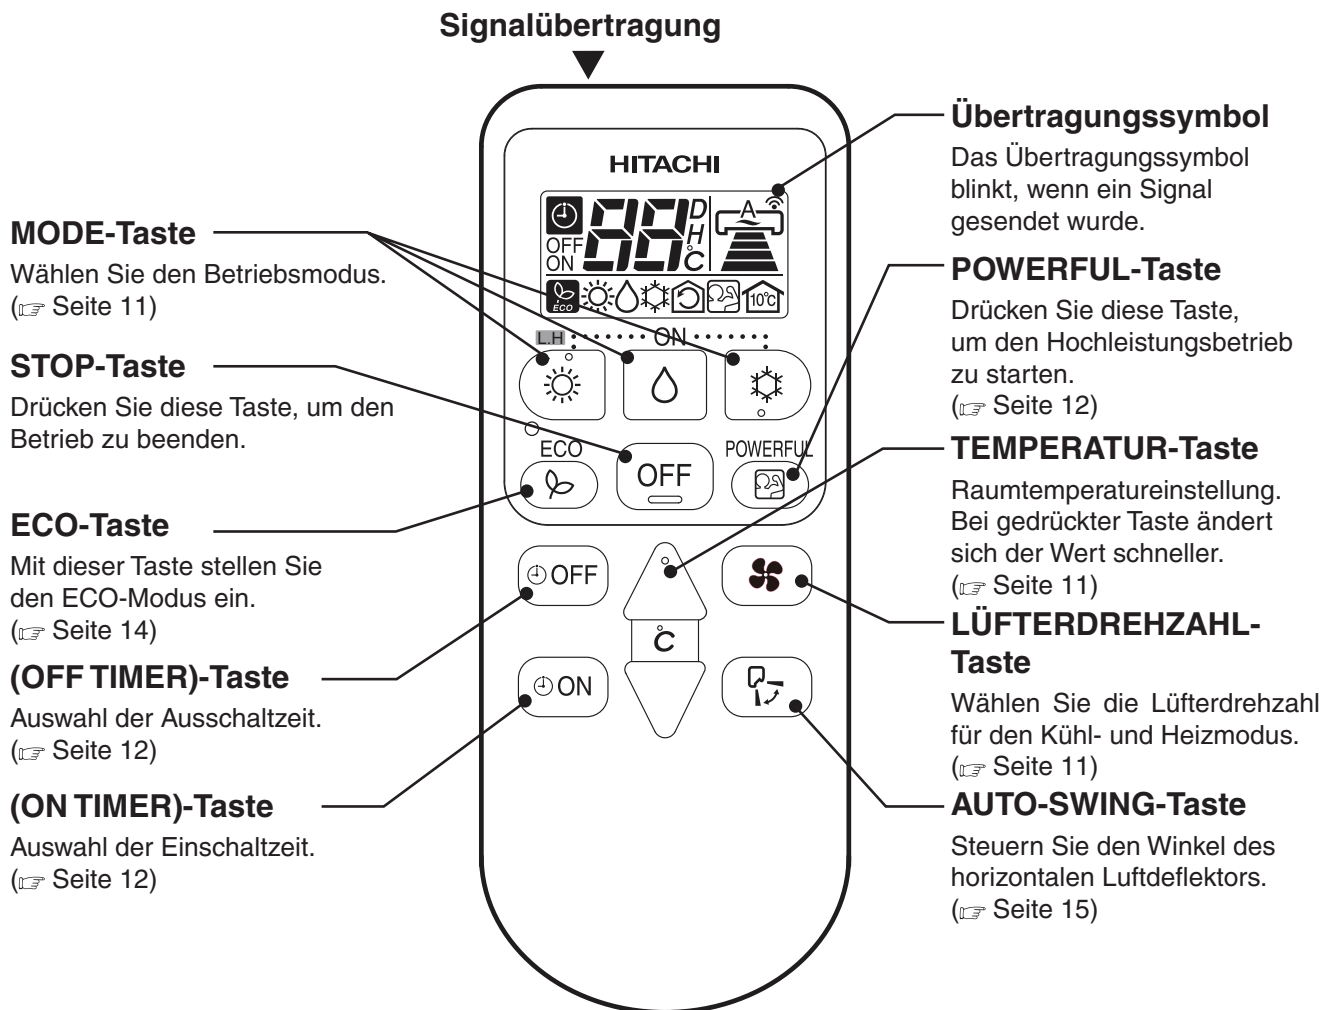 Signalübertragung
MODE-Taste
Wählen Sie den Betriebsmodus.
(☞ Seite 11)
STOP-Taste
Drücken Sie diese Taste, um den
Betrieb zu beenden.
ECO-Taste
Mit dieser Taste stellen Sie
den ECO-Modus ein.
(☞ Seite 14)
(OFF TIMER)-Taste
Auswahl der Ausschaltzeit.
(☞ Seite 12)
(ON TIMER)-Taste
Auswahl der Einschaltzeit.
(☞ Seite 12)
HITACHI
OFF
ON
88
D
H
°C
A
ECO
10°C
L.H
ON
ECO
OFF
POWERFUL
OFF
°C
ON
Übertragungssymbol
Das Übertragungssymbol
blinkt, wenn ein Signal
gesendet wurde.
POWERFUL-Taste
Drücken Sie diese Taste,
um den Hochleistungsbetrieb
zu starten.
(☞ Seite 12)
TEMPERATUR-Taste
Raumtemperatureinstellung.
Bei gedrückter Taste ändert
sich der Wert schneller.
(☞ Seite 11)
LÜFTERDREHZAHL-
Taste
Wählen Sie die Lüfterdrehzahl
für den Kühl- und Heizmodus.
(☞ Seite 11)
AUTO-SWING-Taste
Steuern Sie den Winkel des
horizontalen Luftdeflektors.
(☞ Seite 15)